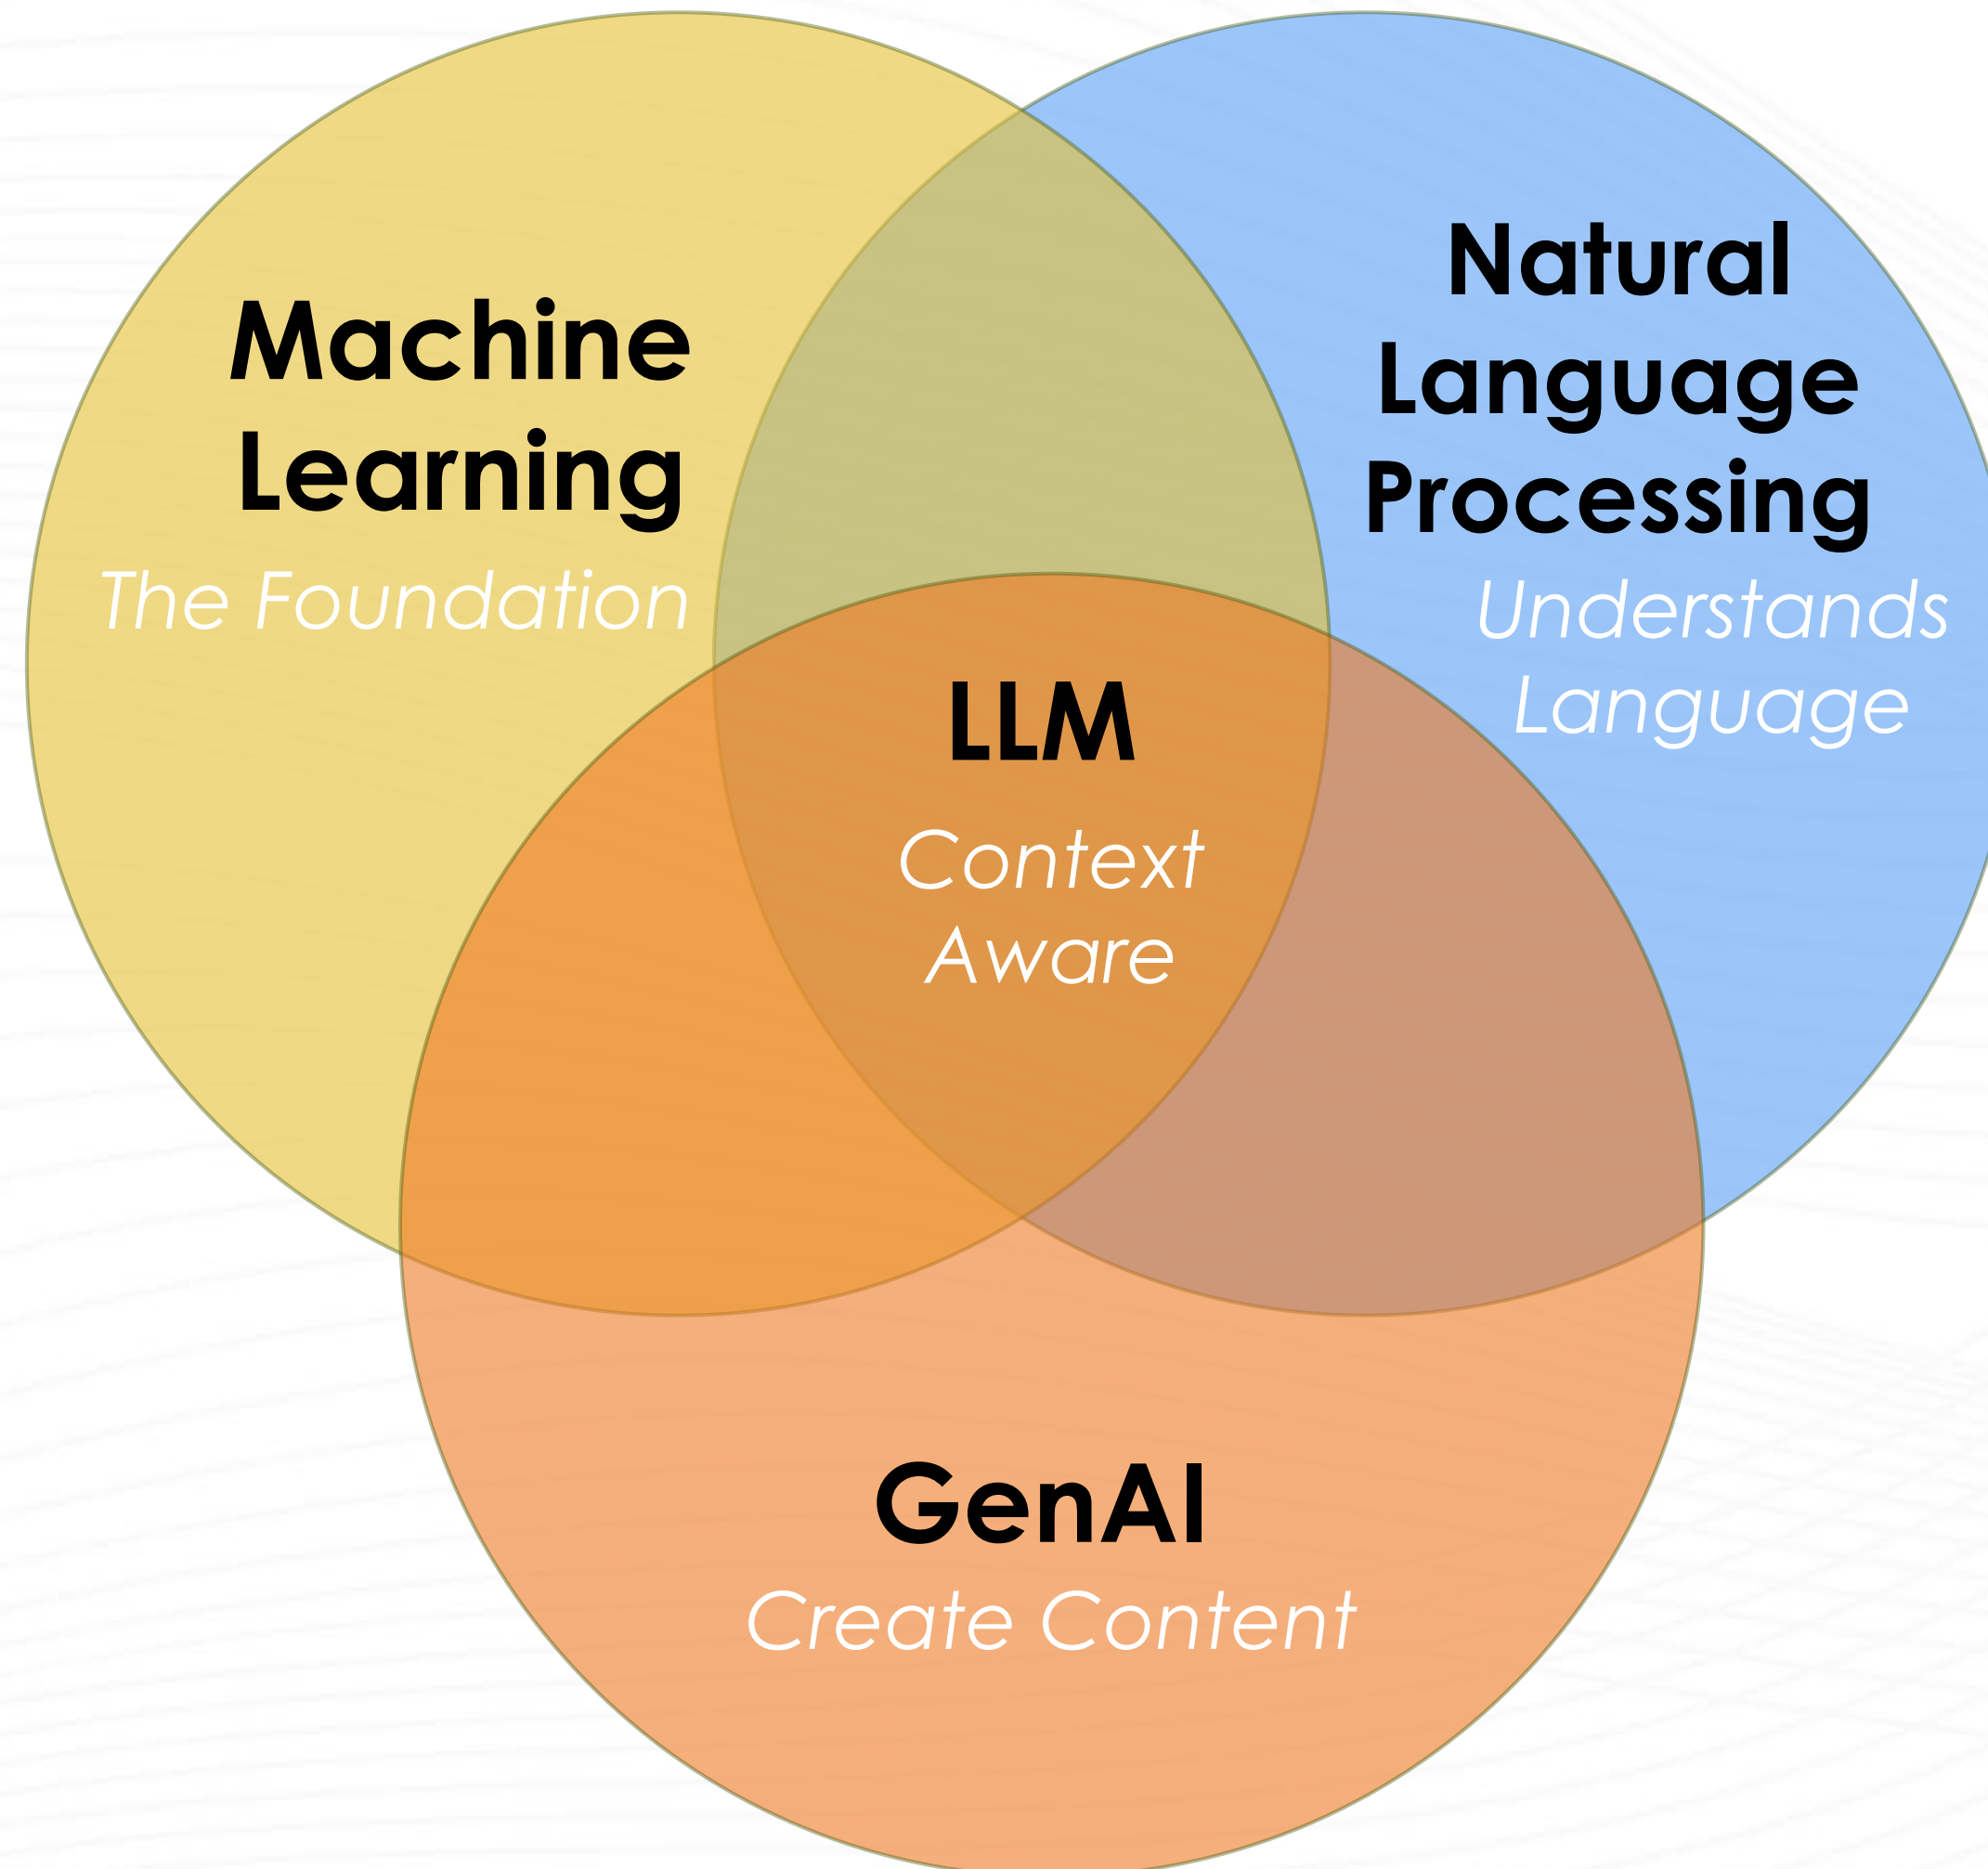 Machine
Learning
The Foundation
Natural
Language
Processing
Understands
Language
LLM
Context
Aware
GenAI
Create Content